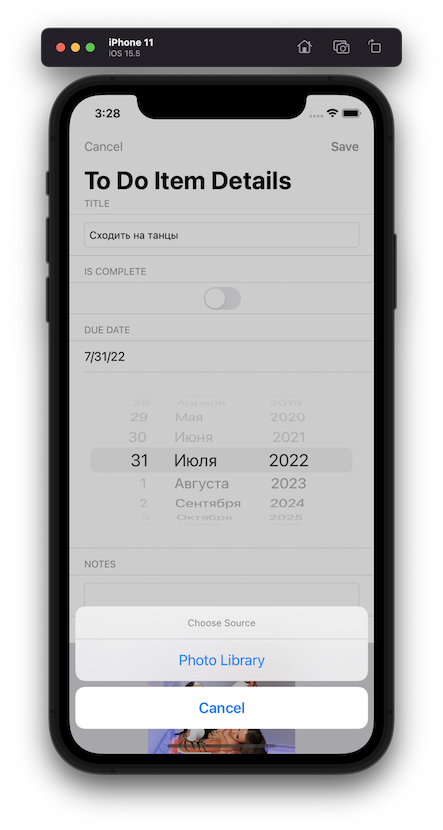 iPhone 11
iOS 15.5
3:28
Cancel Save
To Do Item Details
TITLE
Сходить на танцы
IS COMPLETE
DUE DATE
7/31/22
28 Апреля 2019
29 Мая 2020
30 Июня 2021
31 Июля 2022
1 Августа 2023
2 Сентября 2024
3 Октября 2025
NOTES
Choose Source
Photo Library
Cancel